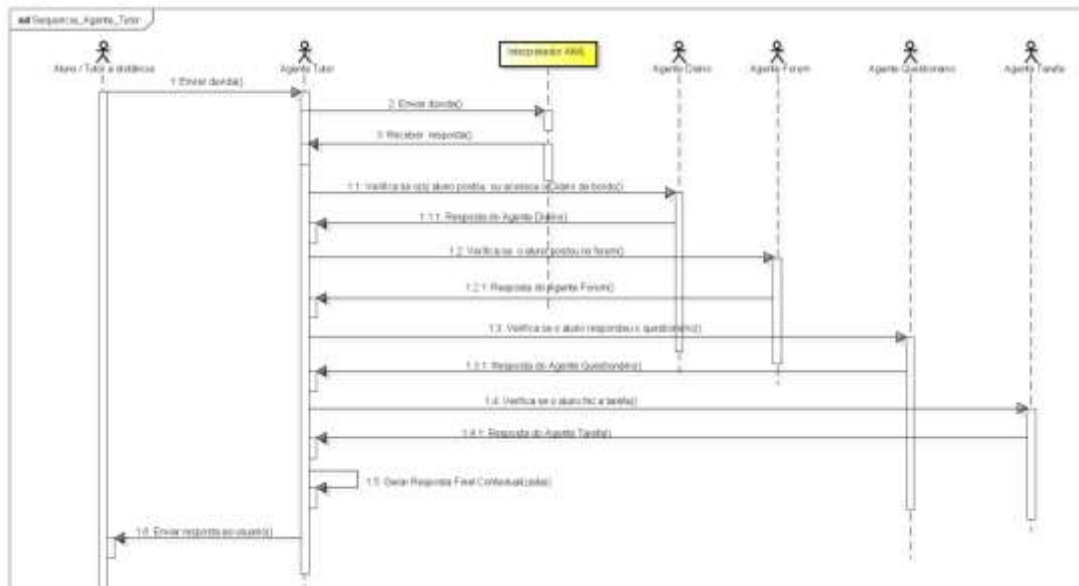 sd Sequencia_Agente_Tutor
Aluno / Tutor a distância
Agente Tutor
Interpretador AIML
Agente Diário
Agente Forum
Agente Questionário
Agente Tarefa
1: Enviar dúvida()
2: Enviar dúvida()
3: Receber resposta()
1.1: Verifica se o(a) aluno postou ou acessou o Diário de bordo()
1.1.1: Resposta do Agente Diário()
1.2: Verifica se o aluno postou no forum()
1.2.1: Resposta do Agente Forum()
1.3: Verifica se o aluno respondeu o questionário()
1.3.1: Resposta do Agente Questionário()
1.4: Verifica se o aluno fez a tarefa()
1.4.1: Resposta do Agente Tarefa()
1.5: Gerar Resposta Final Contextualizada()
1.6: Enviar resposta ao usuario()